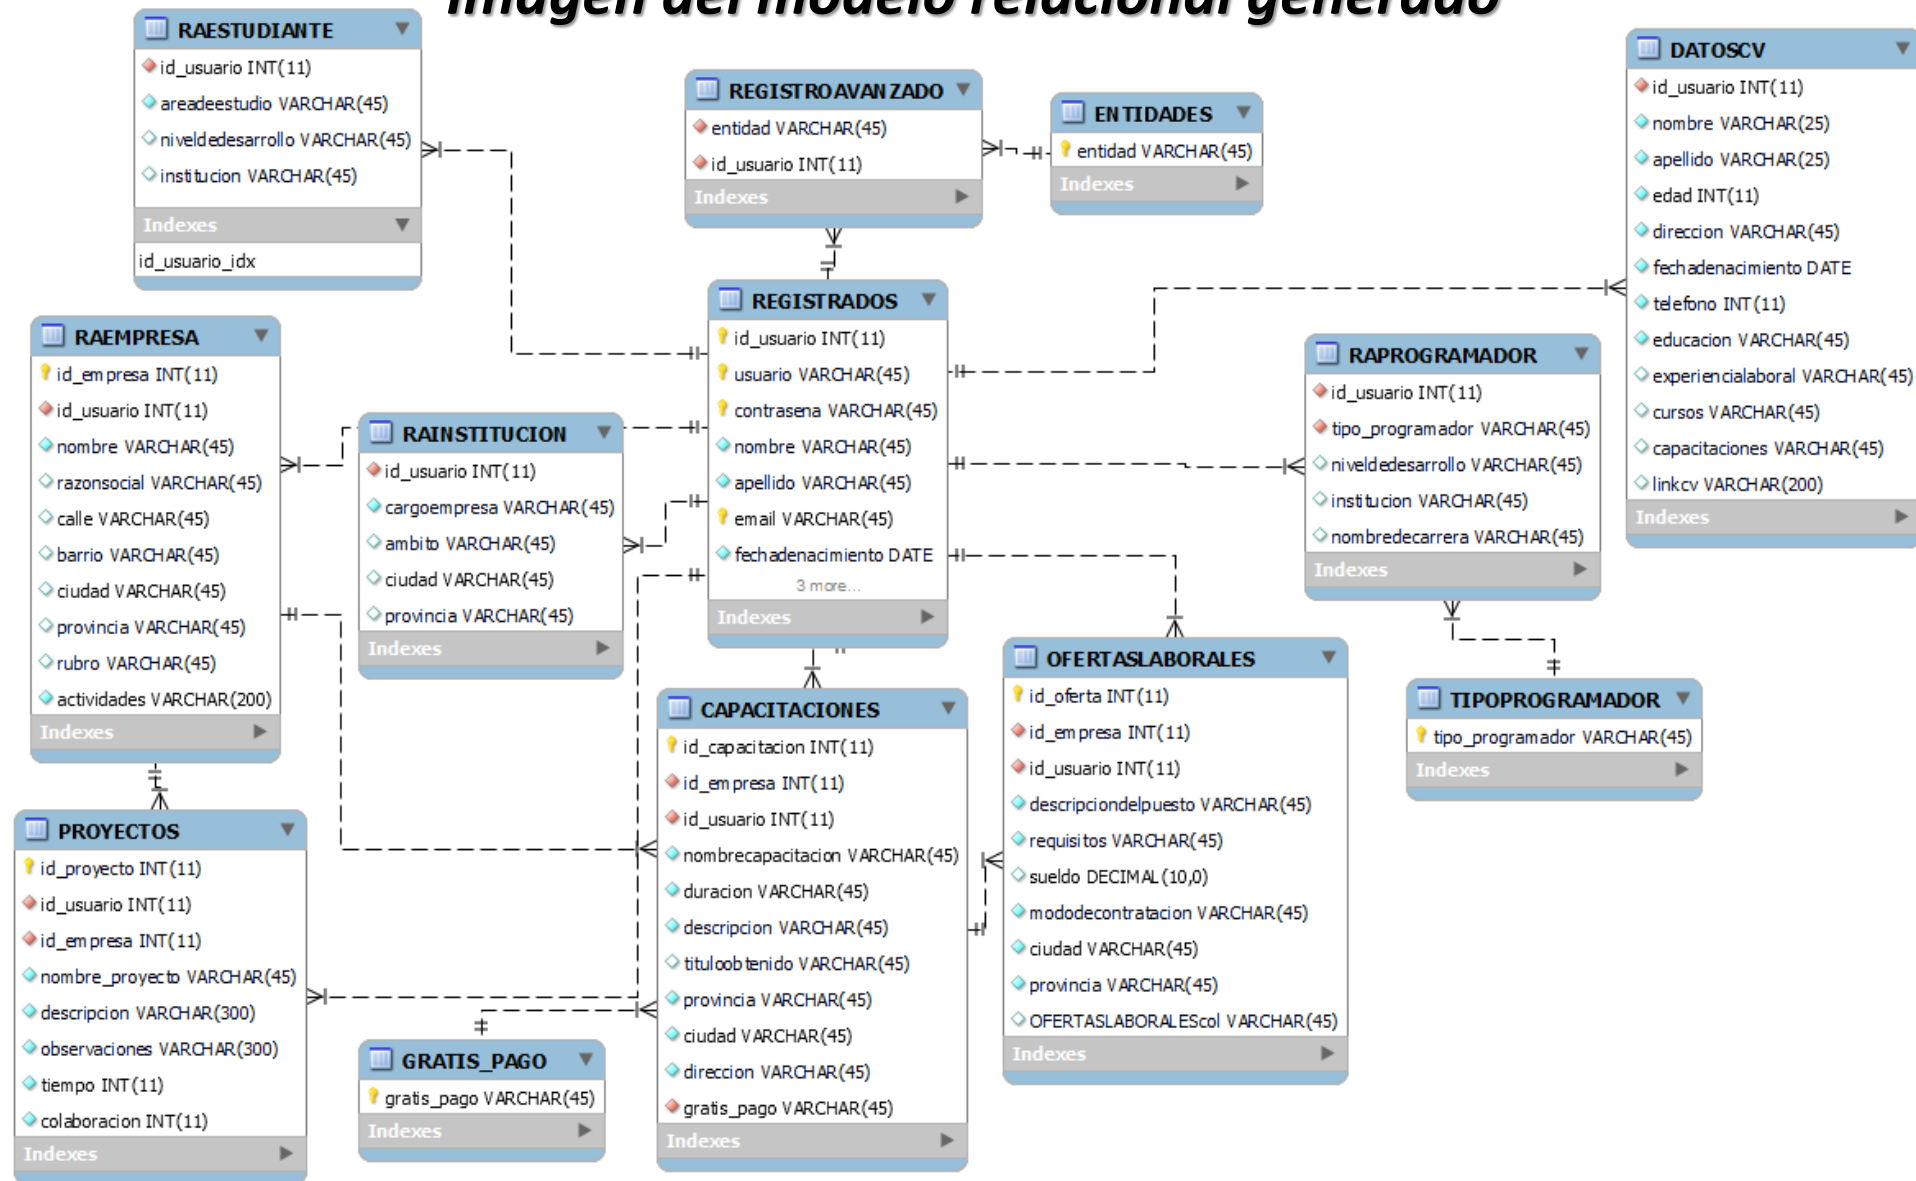 Imagen del modelo relacional generado
RAESTUDIANTE
id_usuario INT(11)
areadeestudio VARCHAR(45)
niveldedesarrollo VARCHAR(45)
institucion VARCHAR(45)
Indexes
id_usuario_idx
REGISTROAVANZADO
entidad VARCHAR(45)
id_usuario INT(11)
Indexes
ENTIDADES
entidad VARCHAR(45)
Indexes
DATOSCV
id_usuario INT(11)
nombre VARCHAR(25)
apellido VARCHAR(25)
edad INT(11)
direccion VARCHAR(45)
fechadenacimiento DATE
telefono INT(11)
educacion VARCHAR(45)
experiencialaboral VARCHAR(45)
cursos VARCHAR(45)
capacitaciones VARCHAR(45)
linkcv VARCHAR(200)
Indexes
RAEMPRESA
id_empresa INT(11)
id_usuario INT(11)
nombre VARCHAR(45)
razonsocial VARCHAR(45)
calle VARCHAR(45)
barrio VARCHAR(45)
ciudad VARCHAR(45)
provincia VARCHAR(45)
rubro VARCHAR(45)
actividades VARCHAR(200)
Indexes
RAINSTITUCION
id_usuario INT(11)
cargoempresa VARCHAR(45)
ambito VARCHAR(45)
ciudad VARCHAR(45)
provincia VARCHAR(45)
Indexes
REGISTRADOS
id_usuario INT(11)
usuario VARCHAR(45)
contrasena VARCHAR(45)
nombre VARCHAR(45)
apellido VARCHAR(45)
email VARCHAR(45)
fechadenacimiento DATE
3 more...
Indexes
RAPROGRAMADOR
id_usuario INT(11)
tipo_programador VARCHAR(45)
niveldedesarrollo VARCHAR(45)
institucion VARCHAR(45)
nombredecarrera VARCHAR(45)
Indexes
TIPOPROGRAMADOR
tipo_programador VARCHAR(45)
Indexes
OFERTASLABORALES
id_oferta INT(11)
id_empresa INT(11)
id_usuario INT(11)
descripciondelpuesto VARCHAR(45)
requisitos VARCHAR(45)
sueldo DECIMAL(10,0)
mododecontratacion VARCHAR(45)
ciudad VARCHAR(45)
provincia VARCHAR(45)
OFERTASLABORALEScol VARCHAR(45)
Indexes
CAPACITACIONES
id_capacitacion INT(11)
id_empresa INT(11)
id_usuario INT(11)
nombrecapacitacion VARCHAR(45)
duracion VARCHAR(45)
descripcion VARCHAR(45)
tituloobtenido VARCHAR(45)
provincia VARCHAR(45)
ciudad VARCHAR(45)
direccion VARCHAR(45)
gratis_pago VARCHAR(45)
Indexes
PROYECTOS
id_proyecto INT(11)
id_usuario INT(11)
id_empresa INT(11)
nombre_proyecto VARCHAR(45)
descripcion VARCHAR(300)
observaciones VARCHAR(300)
tiempo INT(11)
colaboracion INT(11)
Indexes
GRATIS_PAGO
gratis_pago VARCHAR(45)
Indexes